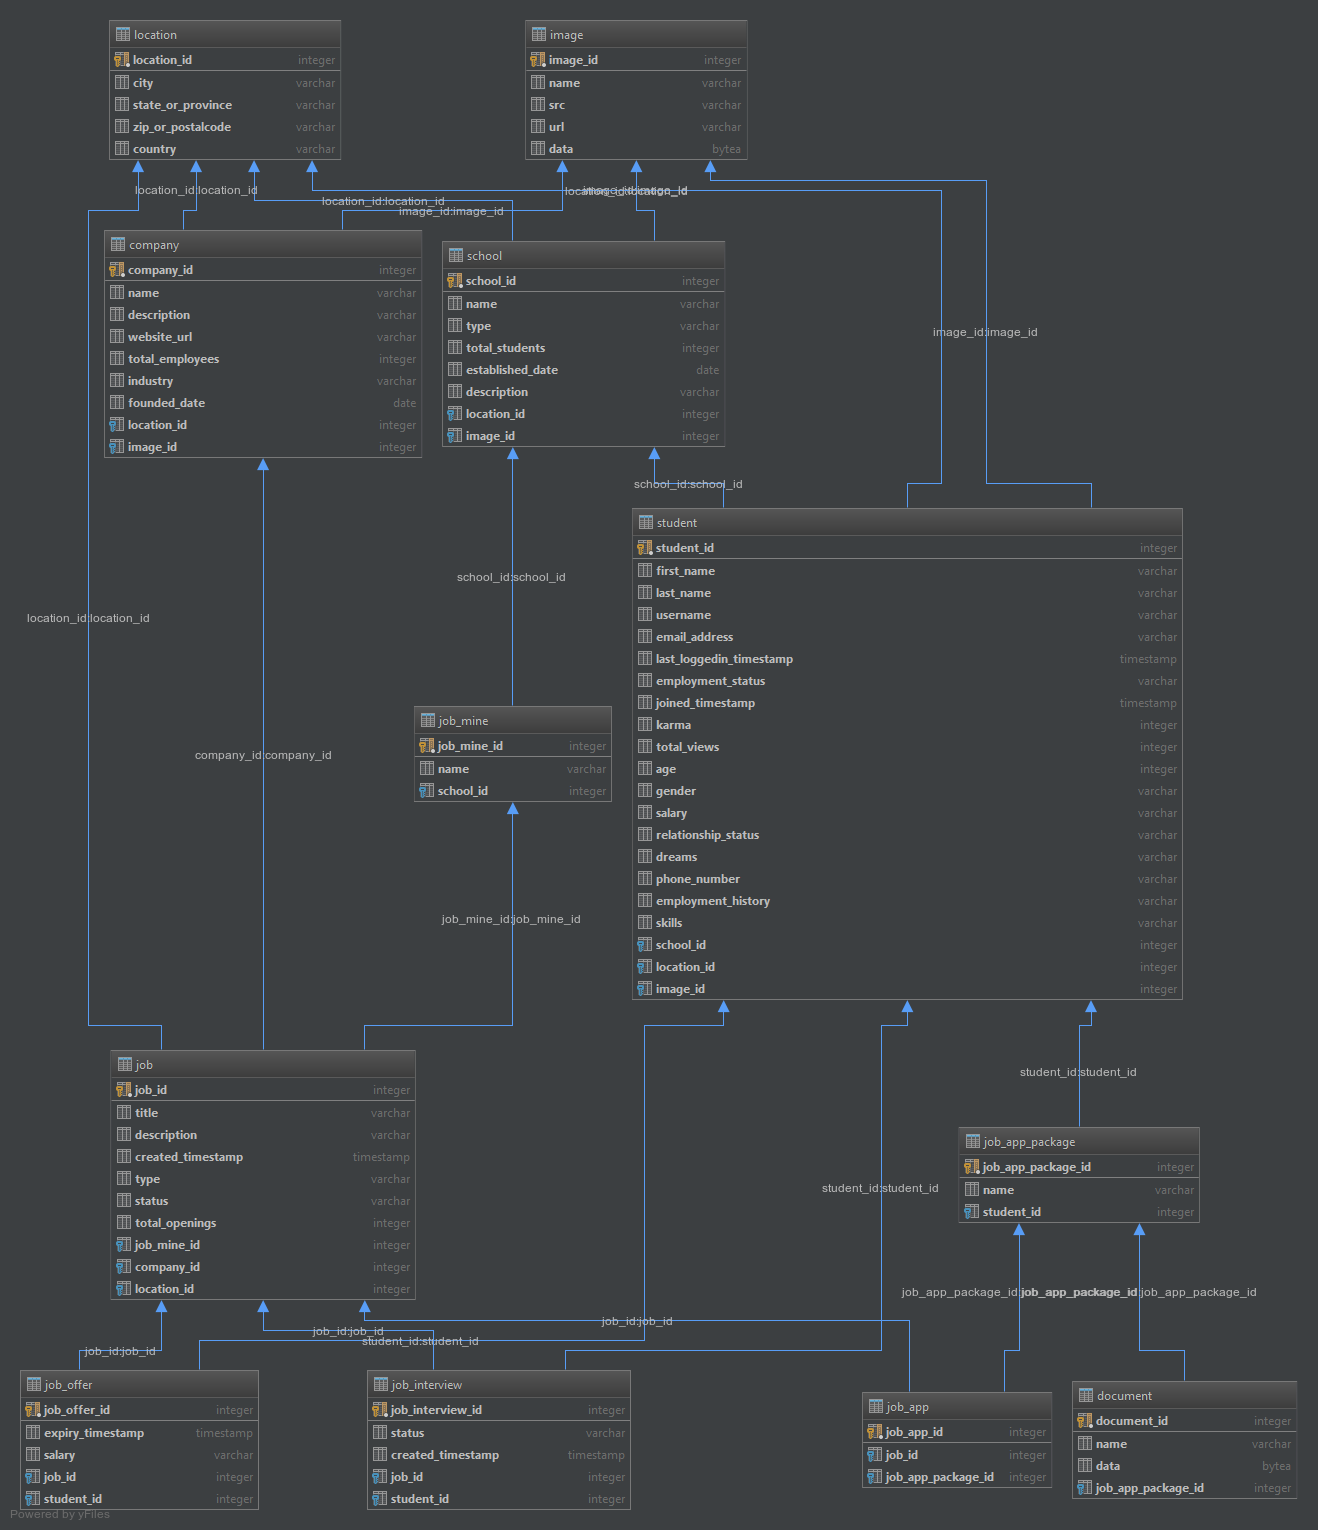 location
location_id integer
city varchar
state_or_province varchar
zip_or_postalcode varchar
country varchar
image
image_id integer
name varchar
src varchar
url varchar
data bytea
location_id:location_id
location_id:location_id
image_id:image_id
location_id:location_id
image_id:image_id
company
company_id integer
name varchar
description varchar
website_url varchar
total_employees integer
industry varchar
founded_date date
location_id integer
image_id integer
school
school_id integer
name varchar
type varchar
total_students integer
established_date date
description varchar
location_id integer
image_id integer
image_id:image_id
school_id:school_id
student
student_id integer
first_name varchar
last_name varchar
username varchar
email_address varchar
last_loggedin_timestamp timestamp
employment_status varchar
joined_timestamp timestamp
karma integer
total_views integer
age integer
gender varchar
salary varchar
relationship_status varchar
dreams varchar
phone_number varchar
employment_history varchar
skills varchar
school_id integer
location_id integer
image_id integer
school_id:school_id
location_id:location_id
company_id:company_id
job_mine
job_mine_id integer
name varchar
school_id integer
job_mine_id:job_mine_id
job
job_id integer
title varchar
description varchar
created_timestamp timestamp
type varchar
status varchar
total_openings integer
job_mine_id integer
company_id integer
location_id integer
student_id:student_id
job_app_package
job_app_package_id integer
name varchar
student_id integer
student_id:student_id
job_app_package_id:job_app_package_id
job_app_package_id:job_app_package_id
job_id:job_id
job_id:job_id
student_id:student_id
job_id:job_id
job_offer
job_offer_id integer
expiry_timestamp timestamp
salary varchar
job_id integer
student_id integer
job_interview
job_interview_id integer
status varchar
created_timestamp timestamp
job_id integer
student_id integer
job_app
job_app_id integer
job_id integer
job_app_package_id integer
document
document_id integer
name varchar
data bytea
job_app_package_id integer
Powered by yFiles